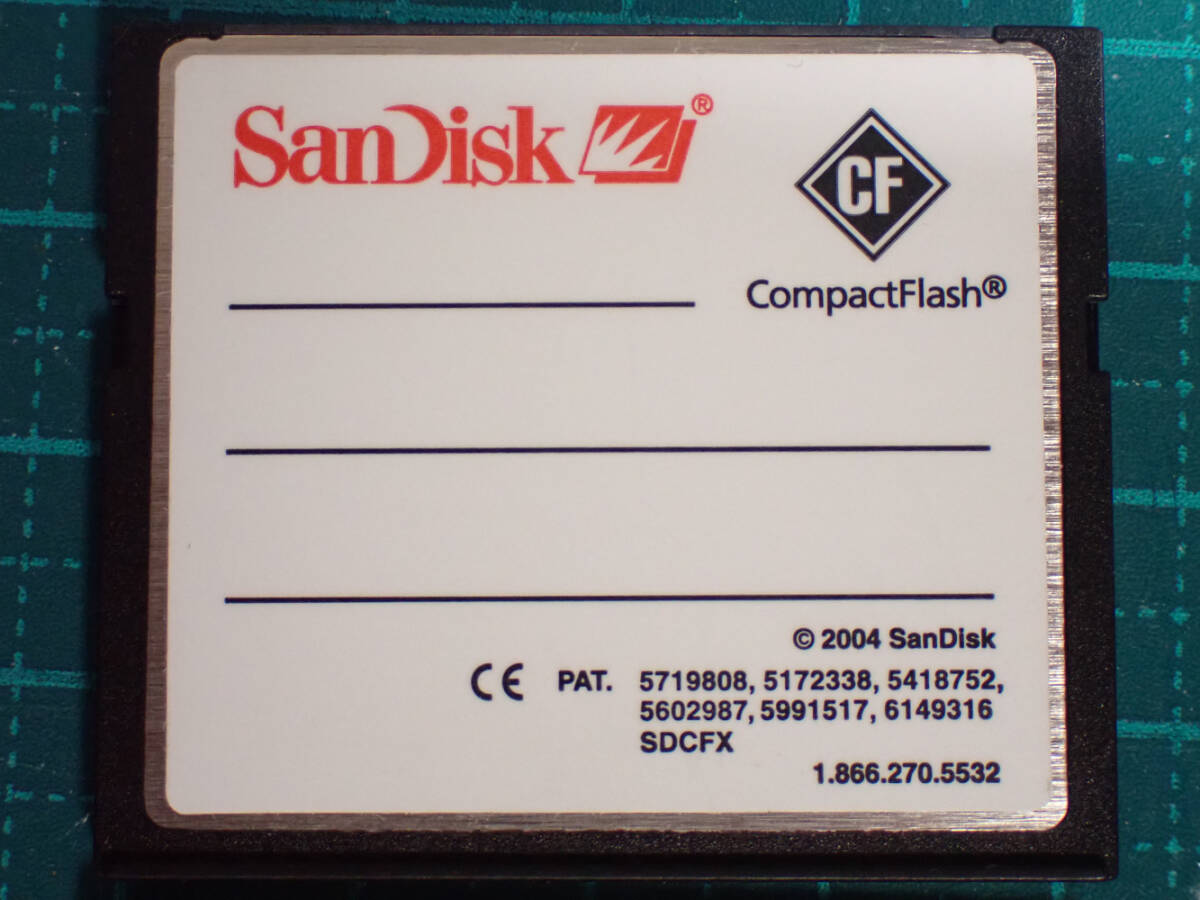 SanDisk®
CF
CompactFlash®
© 2004 SanDisk
CE PAT. 5719808, 5172338, 5418752,
5602987, 5991517, 6149316
SDCFX
1.866.270.5532